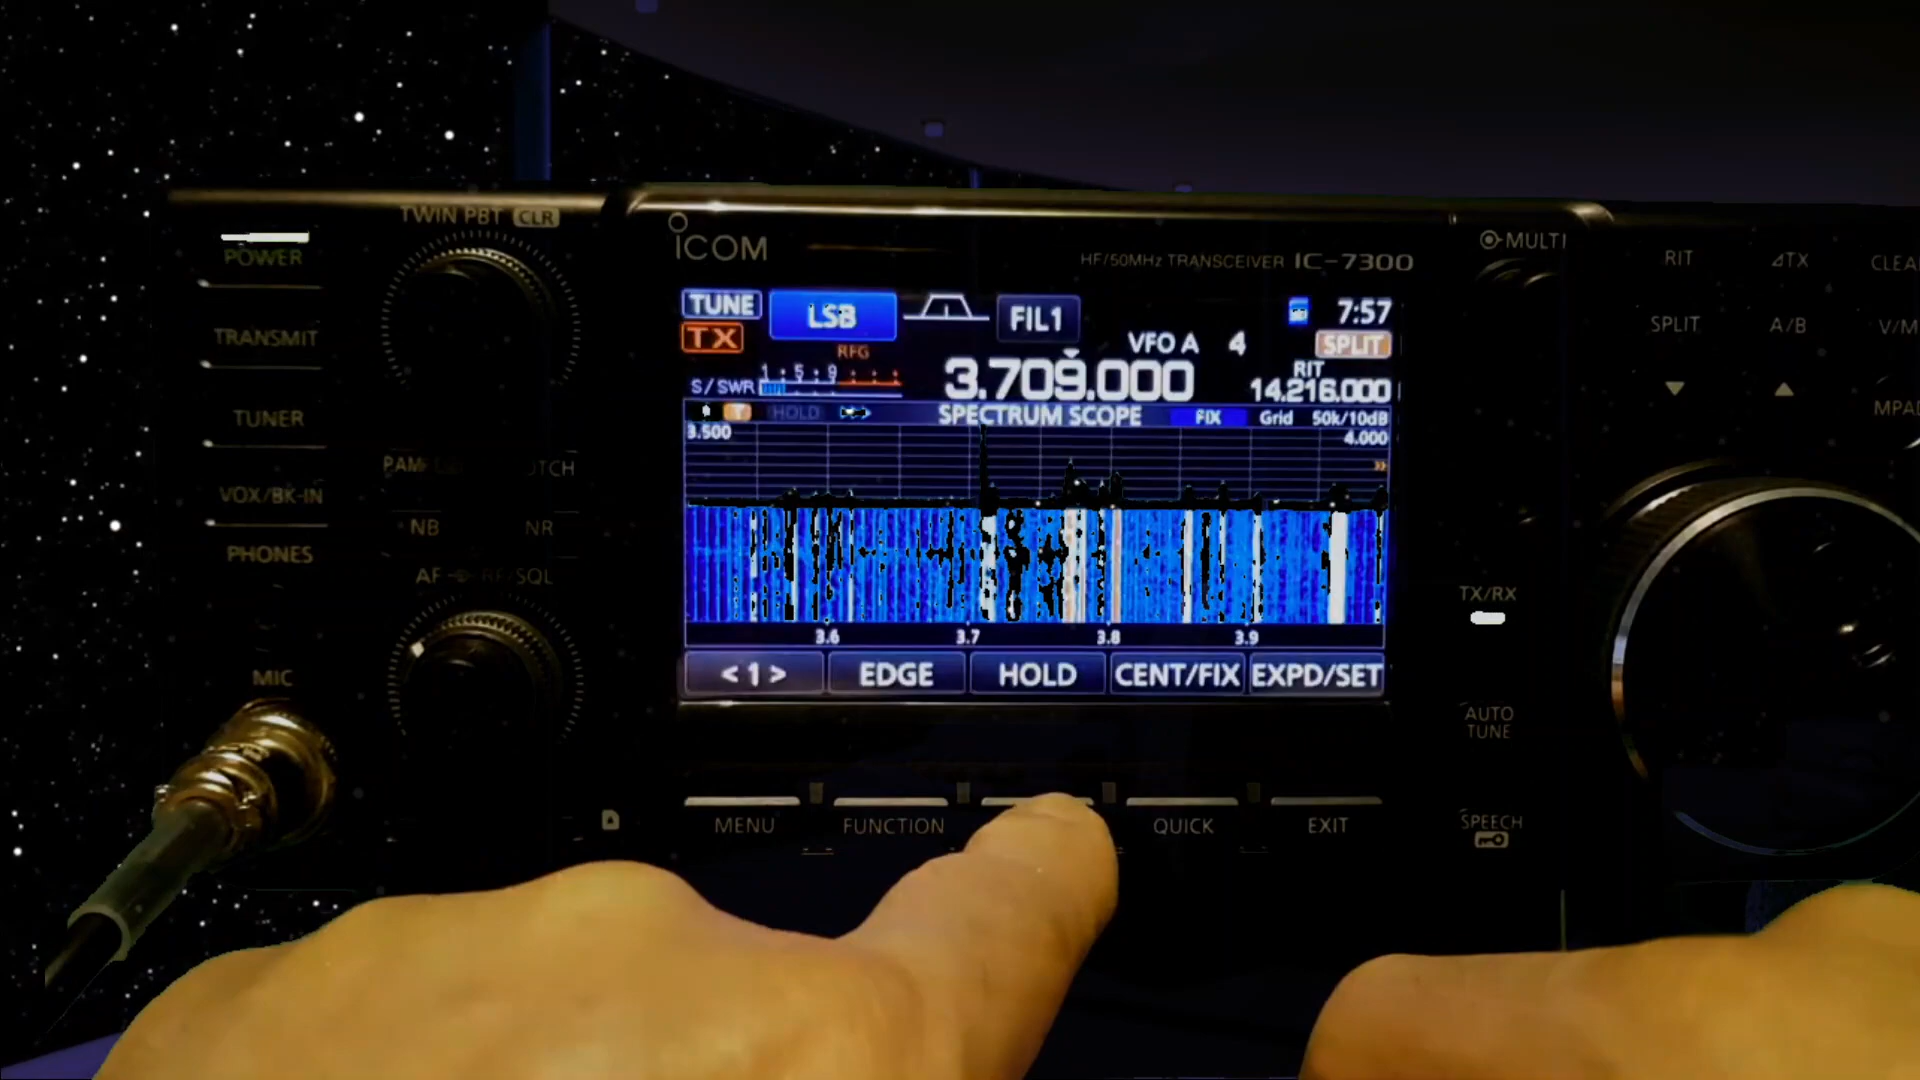 TWIN PBT CLR
POWER
TRANSMIT
TUNER
VOX/BK-IN
NB
NR
PHONES
AF
RF/SQL
MIC
ICOM
HF/50MHz TRANSCEIVER IC-7300
TUNE LSB FIL1 7:57
TX RFG VFO A 4 SPLIT
1 5 9
S/SWR 3.709.000 RIT 14.216.000
T HOLD SPECTRUM SCOPE FIX Grid 50k/10dB
3.500 4.000
3.6 3.7 3.8 3.9
<1> EDGE HOLD CENT/FIX EXPD/SET
MENU FUNCTION QUICK EXIT
MULTI
RIT ⊿TX
SPLIT A/B
TX/RX
AUTO
TUNE
SPEECH